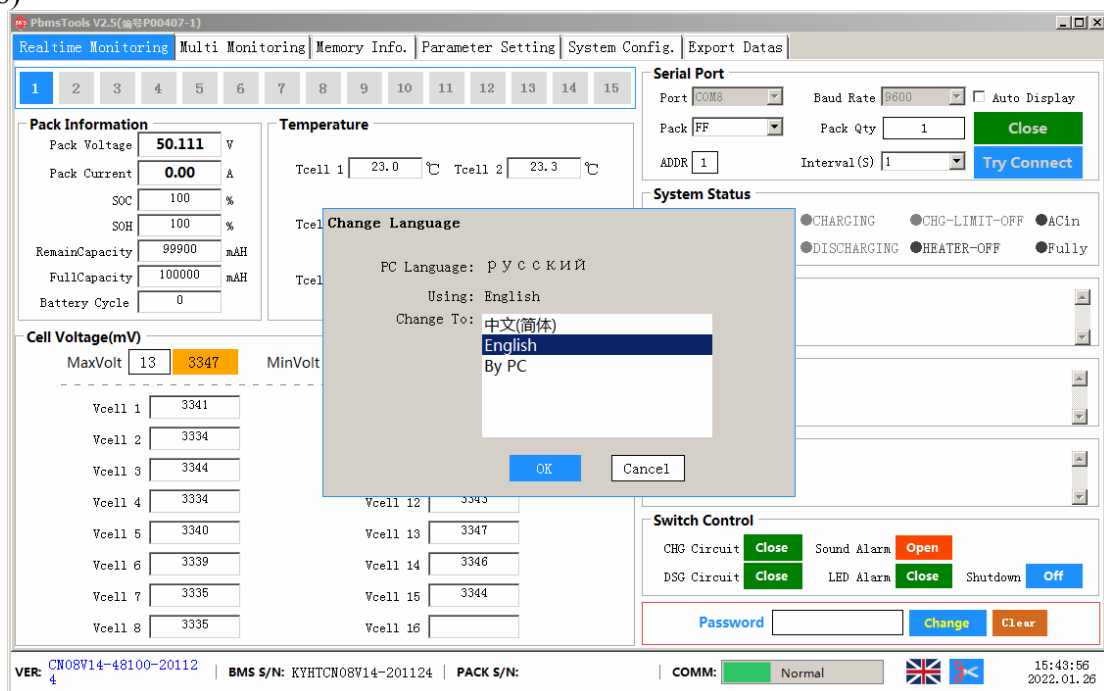 PbmsTools V2.5(编号P00407-1)
Realtime Monitoring Multi Monitoring Memory Info. Parameter Setting System Config. Export Datas
1 2 3 4 5 6 7 8 9 10 11 12 13 14 15
Pack Information
Pack Voltage 50.111 V
Pack Current 0.00 A
SOC 100 %
SOH 100 %
RemainCapacity 99900 mAH
FullCapacity 100000 mAH
Battery Cycle 0
Temperature
Tcell 1 23.0 ℃ Tcell 2 23.3 ℃
Tcel
Tcel
Serial Port
Port COM8 Baud Rate 9600 Auto Display
Pack FF Pack Qty 1 Close
ADDR 1 Interval(S) 1 Try Connect
System Status
CHARGING CHG-LIMIT-OFF ACin
DISCHARGING HEATER-OFF Fully
Change Language
PC Language: русский
Using: English
Change To: 中文(简体)
English
By PC
OK Cancel
Cell Voltage(mV)
MaxVolt 13 3347 MinVolt
Vcell 1 3341
Vcell 2 3334
Vcell 3 3344
Vcell 4 3334
Vcell 5 3340
Vcell 6 3339
Vcell 7 3335
Vcell 8 3335
Vcell 12 3343
Vcell 13 3347
Vcell 14 3346
Vcell 15 3344
Vcell 16
Switch Control
CHG Circuit Close Sound Alarm Open
DSG Circuit Close LED Alarm Close Shutdown Off
Password Change Clear
VER: CN08V14-48100-20112
4
BMS S/N: KYHTCN08V14-201124 PACK S/N:
COMM: Normal
15:43:56
2022.01.26